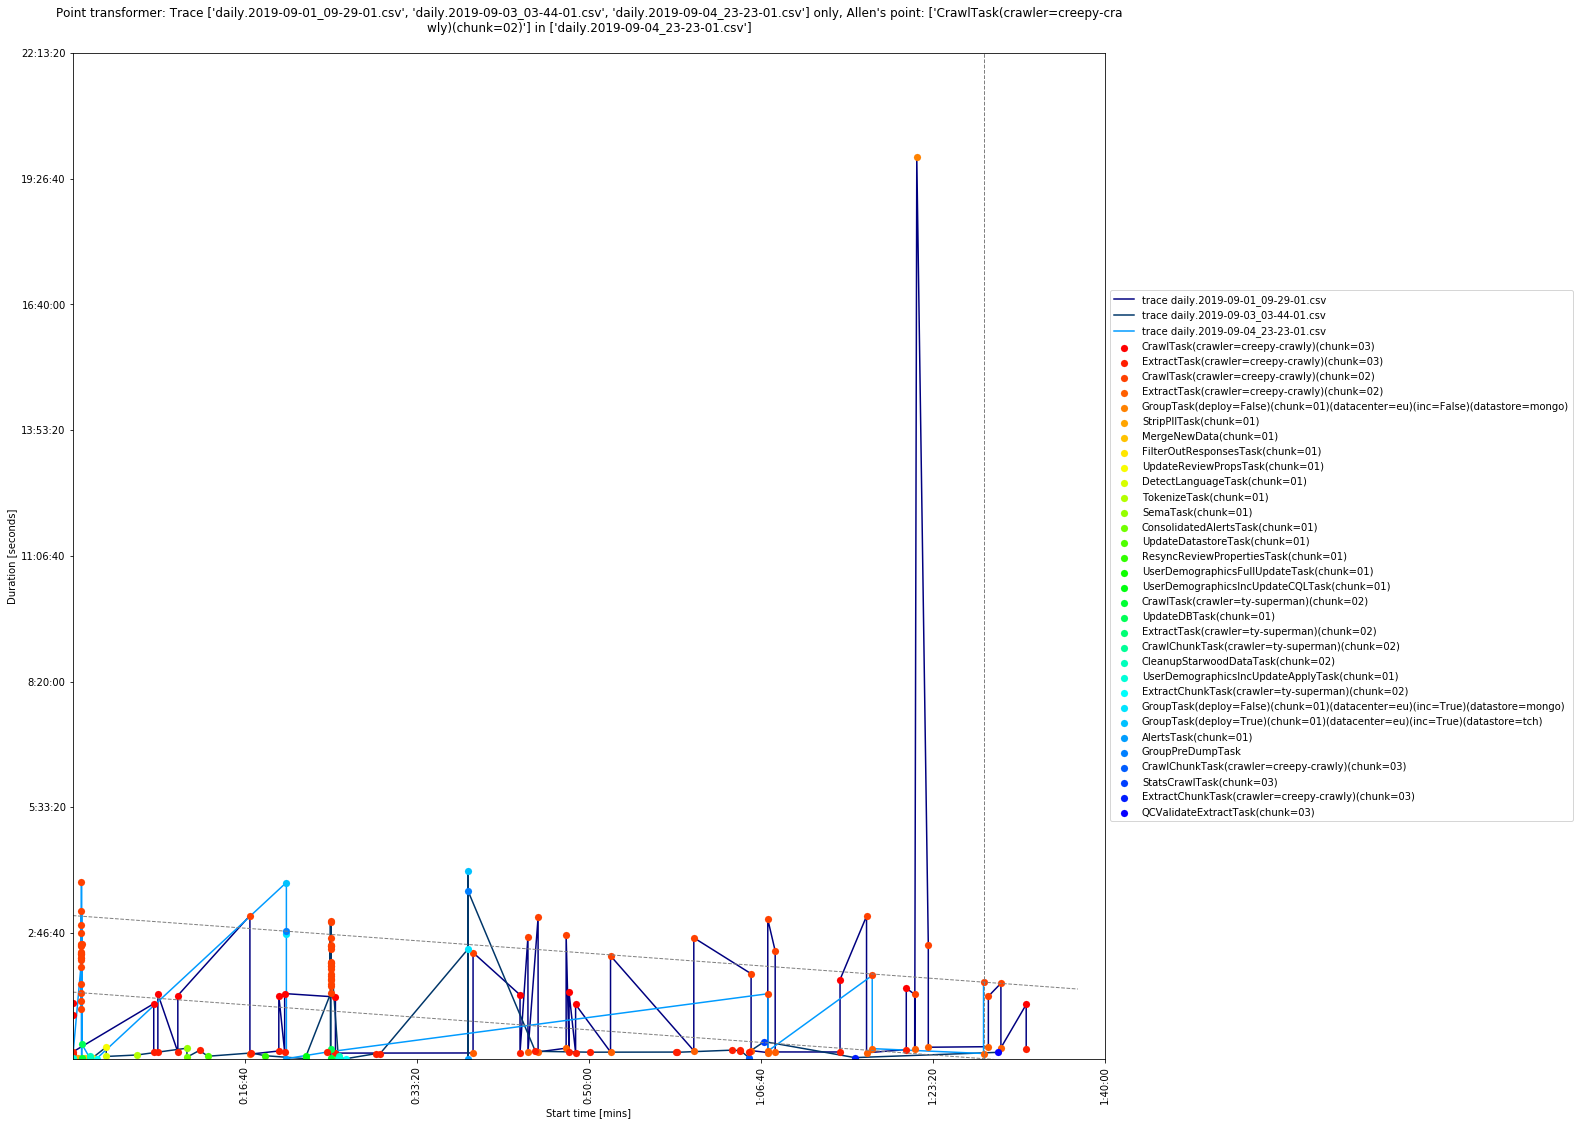 Point transformer: Trace ['daily.2019-09-01_09-29-01.csv', 'daily.2019-09-03_03-44-01.csv', 'daily.2019-09-04_23-23-01.csv'] only, Allen's point: ['CrawlTask(crawler=creepy-cra
wly)(chunk=02)'] in ['daily.2019-09-04_23-23-01.csv']
22:13:20
19:26:40
16:40:00
13:53:20
11:06:40
8:20:00
5:33:20
2:46:40
Duration [seconds]
0:16:40
0:33:20
0:50:00
1:06:40
1:23:20
1:40:00
Start time [mins]
trace daily.2019-09-01_09-29-01.csv
trace daily.2019-09-03_03-44-01.csv
trace daily.2019-09-04_23-23-01.csv
CrawlTask(crawler=creepy-crawly)(chunk=03)
ExtractTask(crawler=creepy-crawly)(chunk=03)
CrawlTask(crawler=creepy-crawly)(chunk=02)
ExtractTask(crawler=creepy-crawly)(chunk=02)
GroupTask(deploy=False)(chunk=01)(datacenter=eu)(inc=False)(datastore=mongo)
StripPIITask(chunk=01)
MergeNewData(chunk=01)
FilterOutResponsesTask(chunk=01)
UpdateReviewPropsTask(chunk=01)
DetectLanguageTask(chunk=01)
TokenizeTask(chunk=01)
SemaTask(chunk=01)
ConsolidatedAlertsTask(chunk=01)
UpdateDatastoreTask(chunk=01)
ResyncReviewPropertiesTask(chunk=01)
UserDemographicsFullUpdateTask(chunk=01)
UserDemographicsIncUpdateCQLTask(chunk=01)
CrawlTask(crawler=ty-superman)(chunk=02)
UpdateDBTask(chunk=01)
ExtractTask(crawler=ty-superman)(chunk=02)
CrawlChunkTask(crawler=ty-superman)(chunk=02)
CleanupStarwoodDataTask(chunk=02)
UserDemographicsIncUpdateApplyTask(chunk=01)
ExtractChunkTask(crawler=ty-superman)(chunk=02)
GroupTask(deploy=False)(chunk=01)(datacenter=eu)(inc=True)(datastore=mongo)
GroupTask(deploy=True)(chunk=01)(datacenter=eu)(inc=True)(datastore=tch)
AlertsTask(chunk=01)
GroupPreDumpTask
CrawlChunkTask(crawler=creepy-crawly)(chunk=03)
StatsCrawlTask(chunk=03)
ExtractChunkTask(crawler=creepy-crawly)(chunk=03)
QCValidateExtractTask(chunk=03)